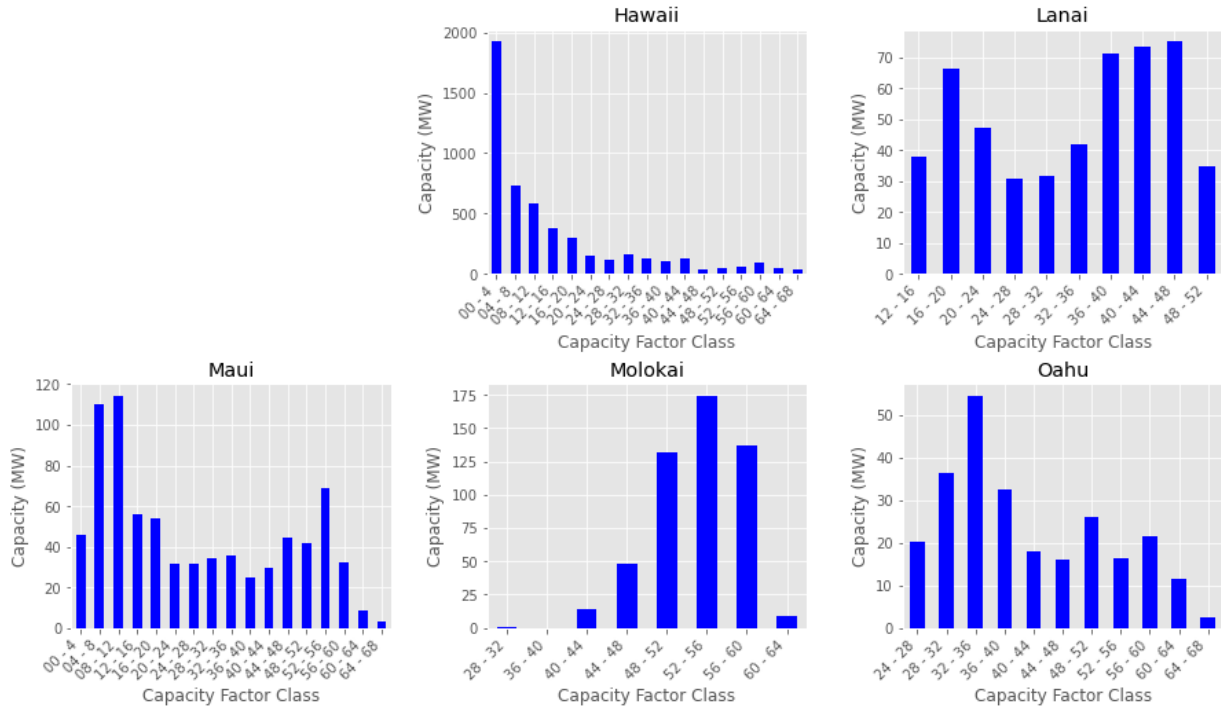 Hawaii
Capacity (MW)
2000
1500
1000
500
0
00 - 4
04 - 8
08 - 12
12 - 16
16 - 20
20 - 24
24 - 28
28 - 32
32 - 36
36 - 40
40 - 44
44 - 48
48 - 52
52 - 56
56 - 60
60 - 64
64 - 68
Capacity Factor Class
Lanai
Capacity (MW)
70
60
50
40
30
20
10
0
12 - 16
16 - 20
20 - 24
24 - 28
28 - 32
32 - 36
36 - 40
40 - 44
44 - 48
48 - 52
Capacity Factor Class
Maui
Capacity (MW)
120
100
80
60
40
20
0
00 - 4
04 - 8
08 - 12
12 - 16
16 - 20
20 - 24
24 - 28
28 - 32
32 - 36
36 - 40
40 - 44
44 - 48
48 - 52
52 - 56
56 - 60
60 - 64
64 - 68
Capacity Factor Class
Molokai
Capacity (MW)
175
150
125
100
75
50
25
0
28 - 32
36 - 40
40 - 44
44 - 48
48 - 52
52 - 56
56 - 60
60 - 64
Capacity Factor Class
Oahu
Capacity (MW)
50
40
30
20
10
0
24 - 28
28 - 32
32 - 36
36 - 40
40 - 44
44 - 48
48 - 52
52 - 56
56 - 60
60 - 64
64 - 68
Capacity Factor Class